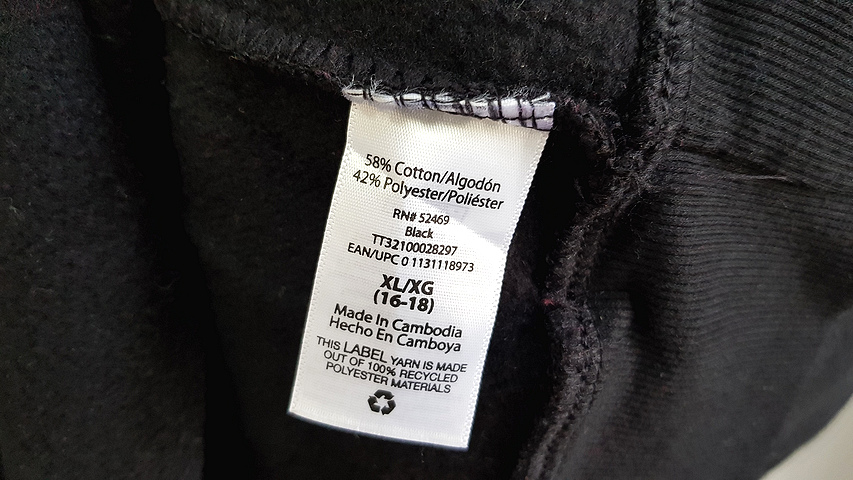 58% Cotton/Algodón
42% Polyester/Poliéster
RN# 52469
Black
TT32100028297
EAN/UPC 0 1131118973
XL/XG
(16-18)
Made In Cambodia
Hecho En Camboya
THIS LABEL YARN IS MADE
OUT OF 100% RECYCLED
POLYESTER MATERIALS